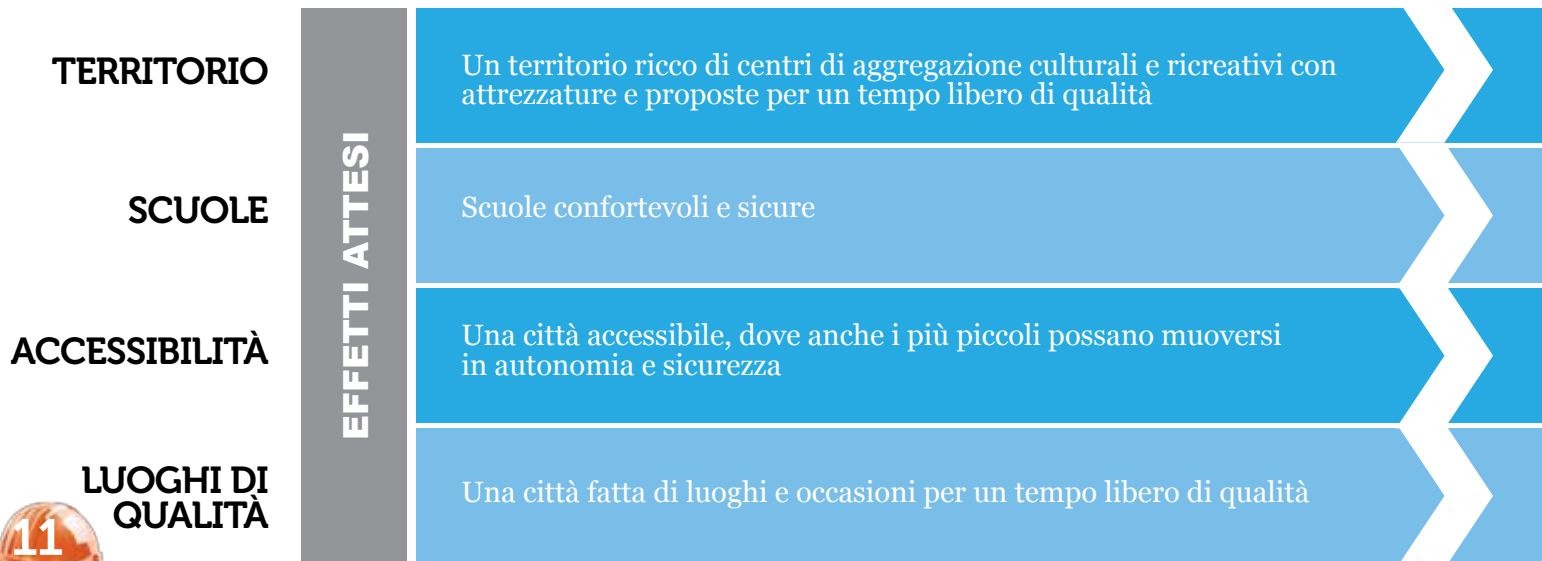 TERRITORIO
EFFETTI ATTESI
Un territorio ricco di centri di aggregazione culturali e ricreativi con
attrezzature e proposte per un tempo libero di qualità
SCUOLE
Scuole confortevoli e sicure
ACCESSIBILITÀ
Una città accessibile, dove anche i più piccoli possano muoversi
in autonomia e sicurezza
LUOGHI DI
QUALITÀ
Una città fatta di luoghi e occasioni per un tempo libero di qualità
11